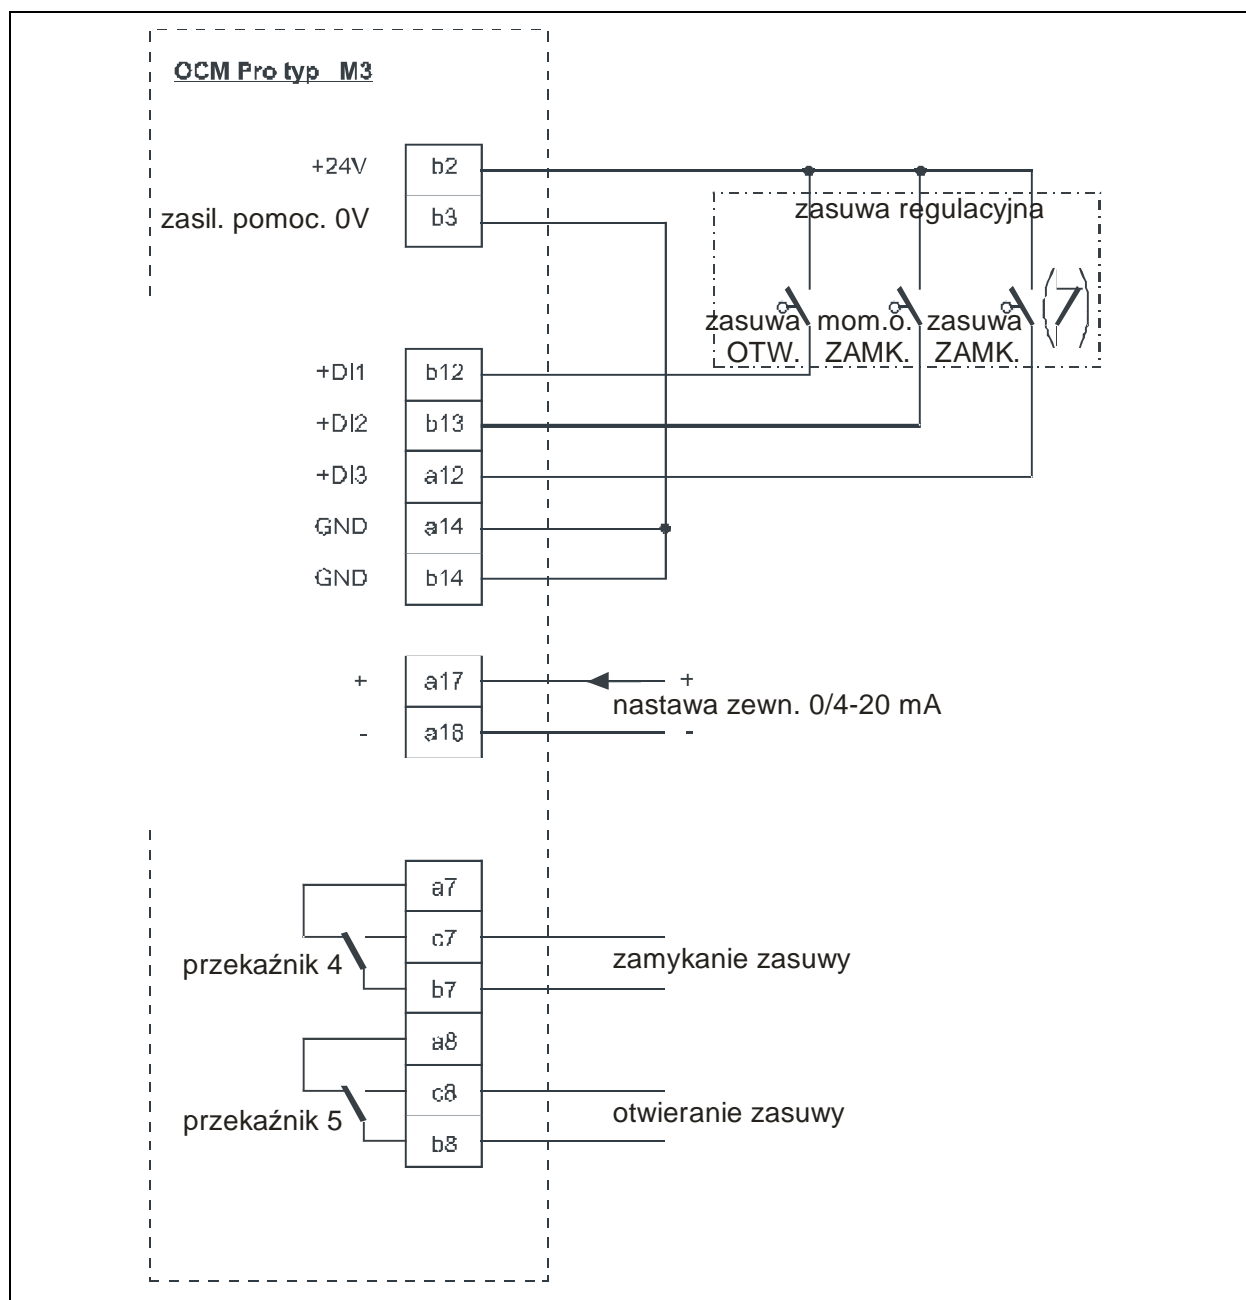 OCM Pro typ M3
+24V b2
zasil. pomoc. 0V b3
zasuwa regulacyjna
zasuwa mom.o. zasuwa
OTW. ZAMK. ZAMK.
+DI1 b12
+DI2 b13
+DI3 a12
GND a14
GND b14
+ a17 +
nastawa zewn. 0/4-20 mA
- a18 -
a7
c7
przekaźnik 4 zamykanie zasuwy
b7
a8
c8
przekaźnik 5 otwieranie zasuwy
b8